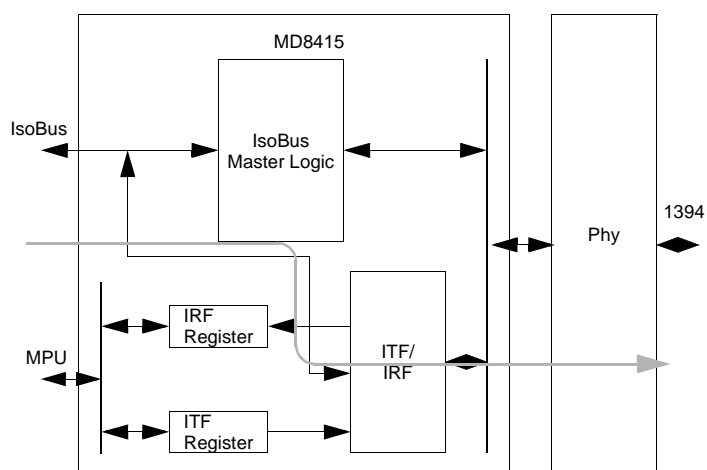 MD8415
IsoBus
IsoBus
Master Logic
1394
Phy
IRF
Register
MPU
ITF/
IRF
ITF
Register